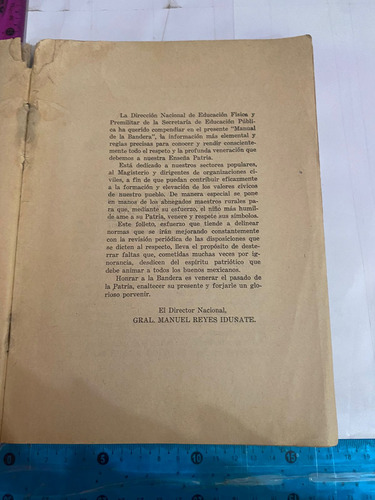 La Dirección Nacional de Educación Física y
Premilitar de la Secretaría de Educación Públi-
ca ha querido compendiar en el presente "Manual
de la Bandera", la información más elemental y
reglas precisas para conocer y rendir consciente-
mente todo el respeto y la profunda veneración que
debemos a nuestra Enseña Patria.
Está dedicado a nuestros sectores populares,
al Magisterio y dirigentes de organizaciones ci-
viles, a fin de que puedan contribuir eficazmente
a la formación y elevación de los valores cívicos
de nuestro pueblo. De manera especial se pone
en manos de los abnegados maestros rurales pa-
ra que, mediante su esfuerzo, el niño más humil-
de ame a su Patria, venere y respete sus símbolos.
Este folleto, esfuerzo que tiende a delinear
normas que se irán mejorando constantemente
con la revisión periódica de las disposiciones que
se dicten al respecto, lleva el propósito de deste-
rrar faltas que, cometidas muchas veces por ig-
norancia, desdicen del espíritu patriótico que
debe animar a todos los buenos mexicanos.
Honrar a la Bandera es venerar el pasado de
la Patria, enaltecer su presente y forjarle un glo-
rioso porvenir.
El Director Nacional,
GRAL. MANUEL REYES IDUÑATE.
0
5
10
15